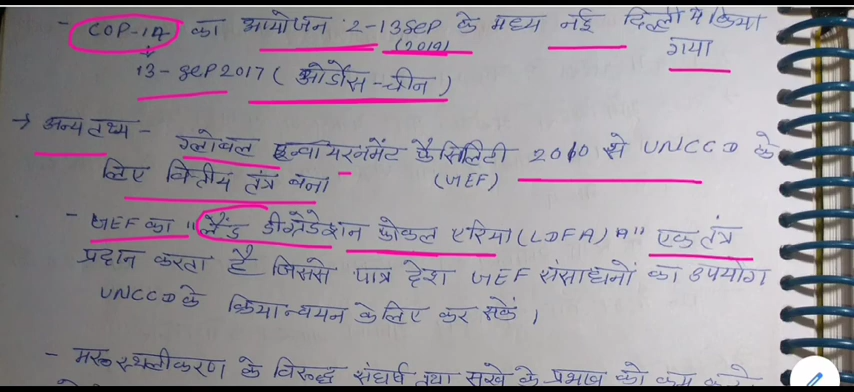 - COP-14 का आयोजन 2-13 SEP के मध्य नई दिल्ली में किया
(2019) गया
13-SEP 2017 ( ओर्डोस - चीन )
→ अन्य तथ्य - ग्लोबल इन्वायरनमेंट फैसिलिटी 2010 से UNCCD के
लिए वित्तीय तंत्र बना (GEF)
- GEF का "लैंड डीग्रेडेशन फोकल एरिया (LDFA) A" एक तंत्र
प्रदान करता है जिससे पात्र देश GEF संसाधनों का उपयोग
UNCCD के क्रियान्वयन के लिए कर सकें।
- मरुस्थलीकरण के विरुद्ध संघर्ष तथा सूखे के प्रभाव को कम करने